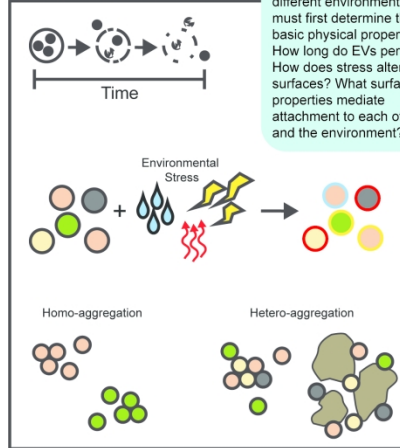 different environment
must first determine t
basic physical proper
How long do EVs per
How does stress alter
surfaces? What surfa
properties mediate
attachment to each o
and the environment?
Time
Environmental
Stress
+
Homo-aggregation
Hetero-aggregation